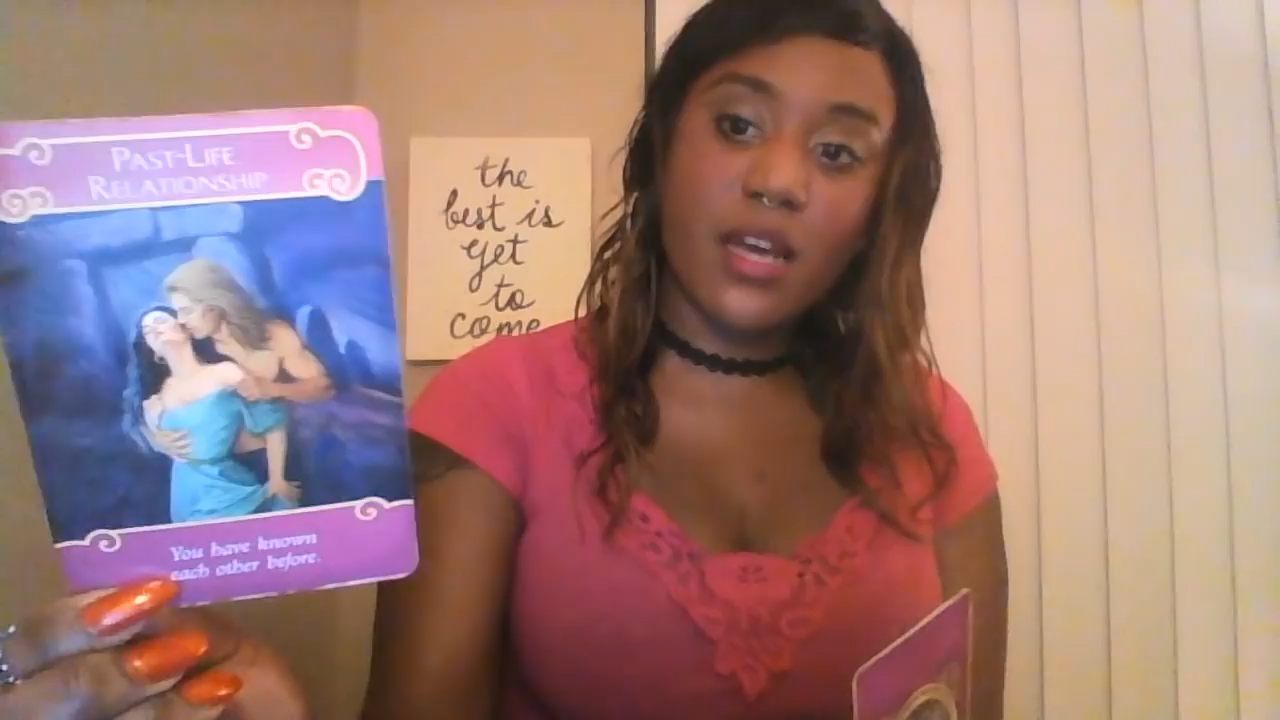 PAST-LIFE
RELATIONSHIP
You have known
each other before.
the
best is
yet
to
come